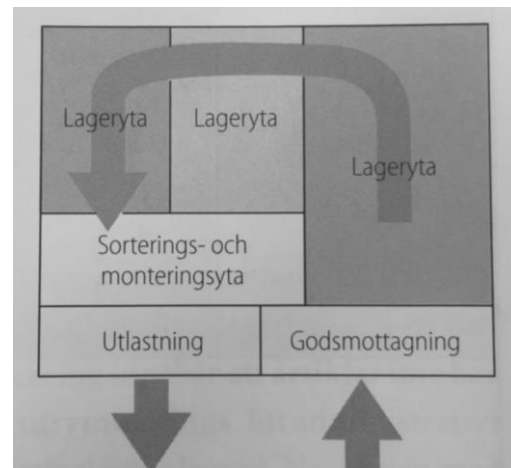 Lageryta
Lageryta
Lageryta
Sorterings- och
monteringsyta
Utlastning
Godsmottagning